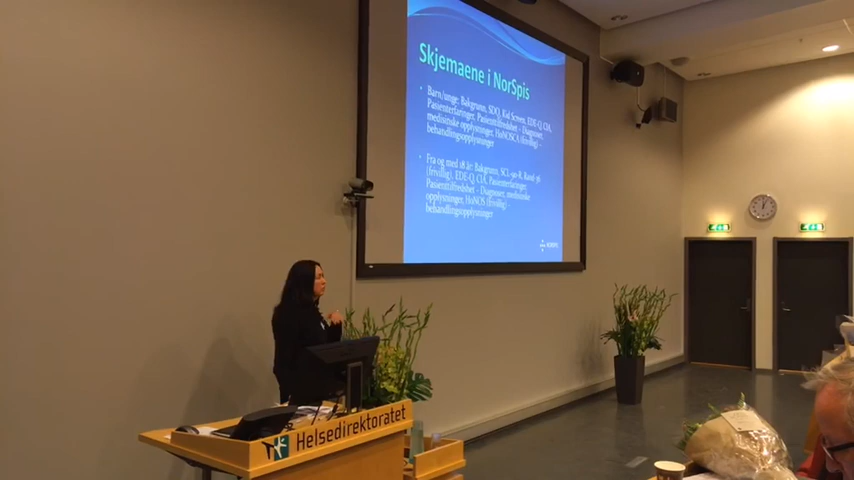 Skjemaene i NorSpis
Barn/unge: Bakgrunn, SDQ, Kid Screen, EDE-Q, CIA,
Pasienterfaringer, Pasienttilfredshet - Diagnoser,
medisinske opplysninger, HoNOSCA (frivillig) -
behandlingsopplysninger
Fra og med 18 år: Bakgrunn, SCL-90-R, Rand-36
(frivillig), EDE-Q, CIA, Pasienterfaringer,
Pasienttilfredshet - Diagnoser, medisinske
opplysninger, HoNOS (frivillig)
behandlingsopplysninger
NORSPIS
Helsedirektoratet